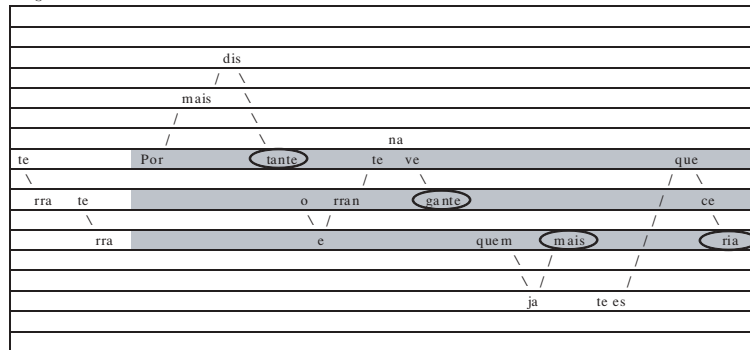 dis
mais
na
te Por tante te ve que
rra te o rran gante ce
rra e quem mais ria
ja te es